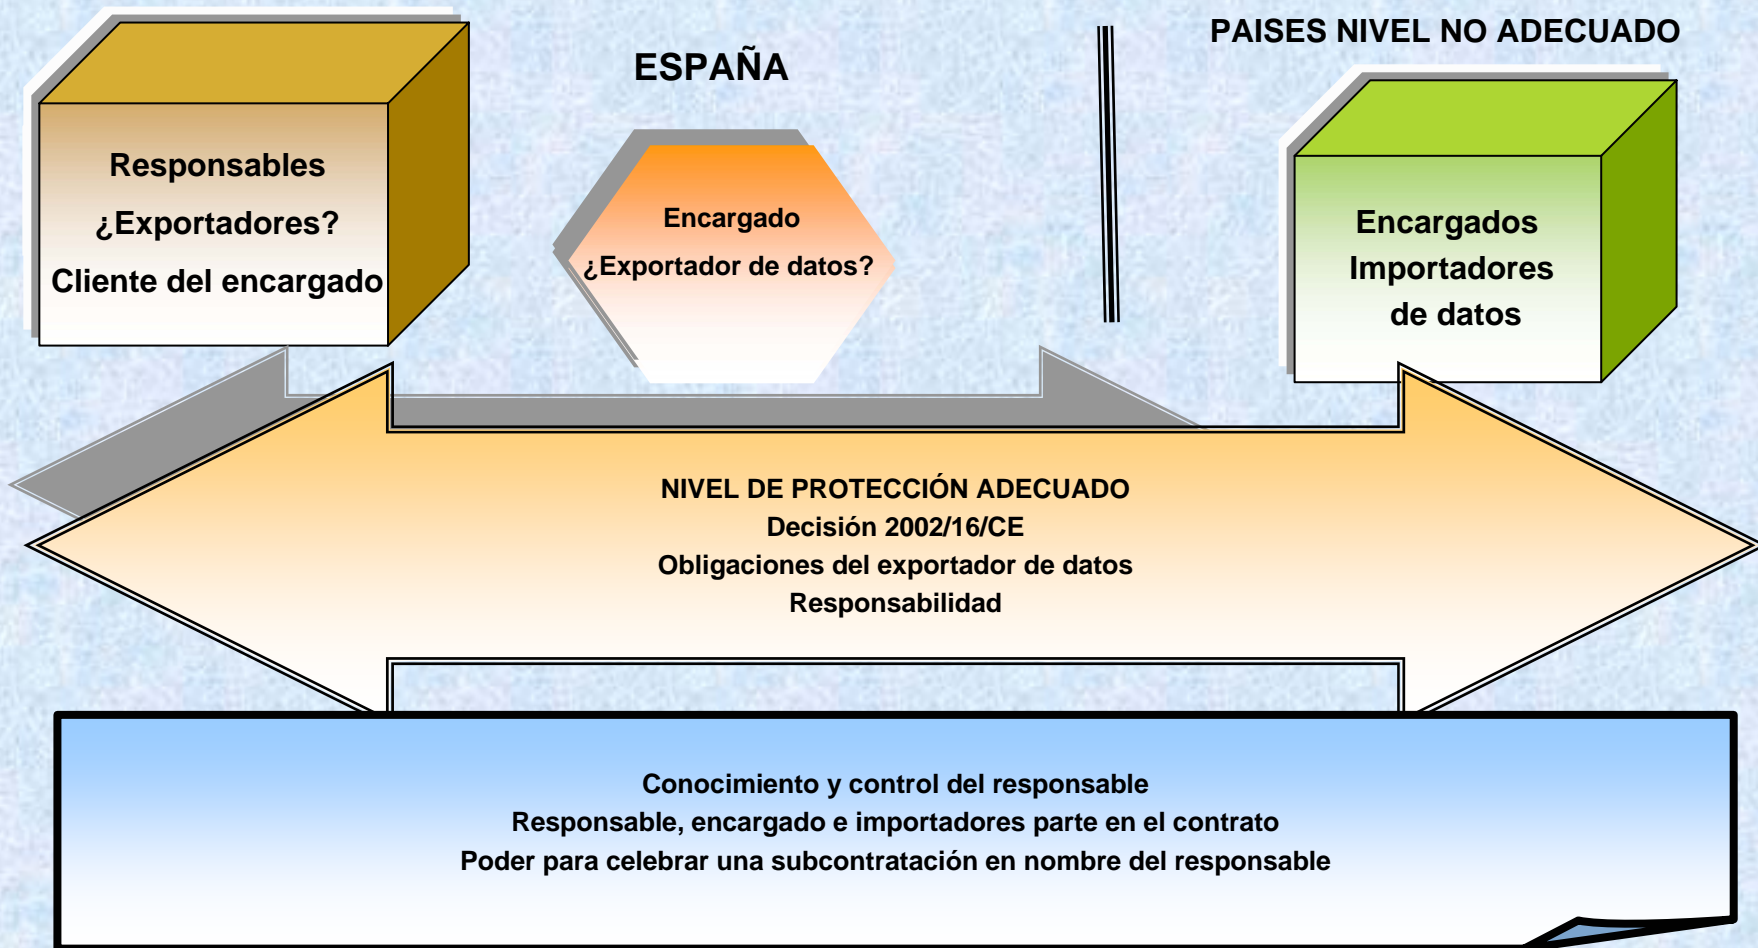 PAISES NIVEL NO ADECUADO
ESPAÑA
Responsables
¿Exportadores?
Cliente del encargado
Encargado
¿Exportador de datos?
Encargados
Importadores
de datos
NIVEL DE PROTECCIÓN ADECUADO
Decisión 2002/16/CE
Obligaciones del exportador de datos
Responsabilidad
Conocimiento y control del responsable
Responsable, encargado e importadores parte en el contrato
Poder para celebrar una subcontratación en nombre del responsable